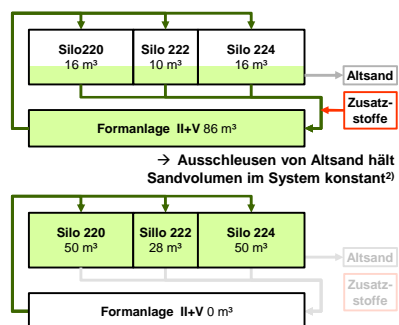 Silo220 Silo 222 Silo 224
16 m³ 10 m³ 16 m³
Altsand
Zusatz-
stoffe
Formanlage II+V 86 m³
→ Ausschleusen von Altsand hält
Sandvolumen im System konstant²⁾
Silo 220 Sillo 222 Silo 224
50 m³ 28 m³ 50 m³
Altsand
Zusatz-
stoffe
Formanlage II+V 0 m³